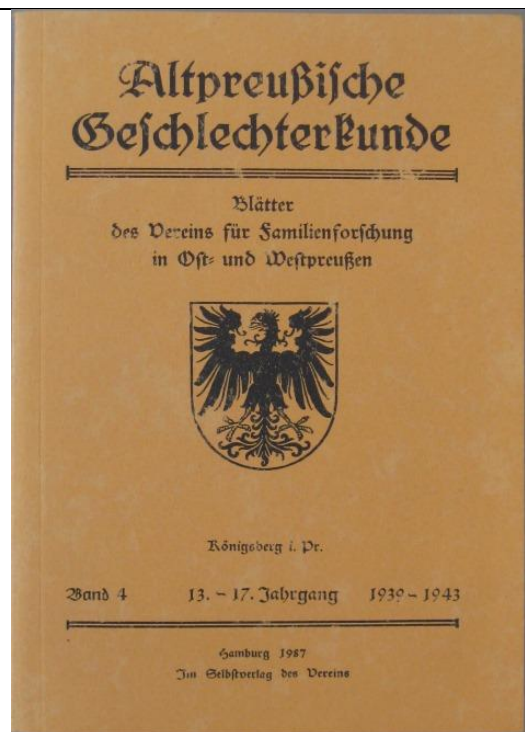 Altpreußische
Geschlechterkunde
Blätter
des Vereins für Familienforschung
in Ost- und Westpreußen
Königsberg i. Pr.
Band 4 13. – 17. Jahrgang 1939 – 1943
Hamburg 1987
Im Selbstverlag des Vereins